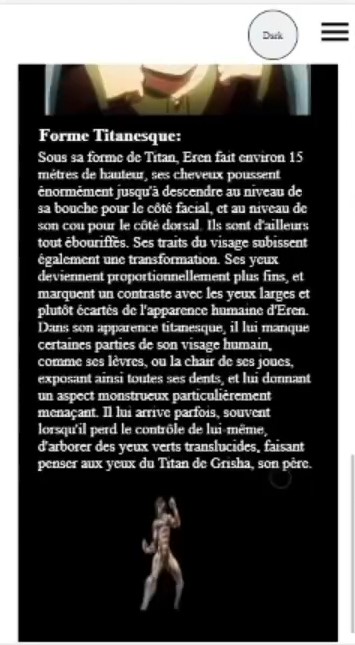 Dark
Forme Titanesque:
Sous sa forme de Titan, Eren fait environ 15
mètres de hauteur, ses cheveux poussent
énormément jusqu'à descendre au niveau de
sa bouche pour le côté facial, et au niveau de
son cou pour le côté dorsal. Ils sont d'ailleurs
tout ébouriffés. Ses traits du visage subissent
également une transformation. Ses yeux
deviennent proportionnellement plus fins, et
marquent un contraste avec les yeux larges et
plutôt écartés de l'apparence humaine d'Eren.
Dans son apparence titanesque, il lui manque
certaines parties de son visage humain,
comme ses lèvres, ou la chair de ses joues,
exposant ainsi toutes ses dents, et lui donnant
un aspect monstrueux particulièrement
menaçant. Il lui arrive parfois, souvent
lorsqu'il perd le contrôle de lui-même,
d'arborer des yeux verts translucides, faisant
penser aux yeux du Titan de Grisha, son père.